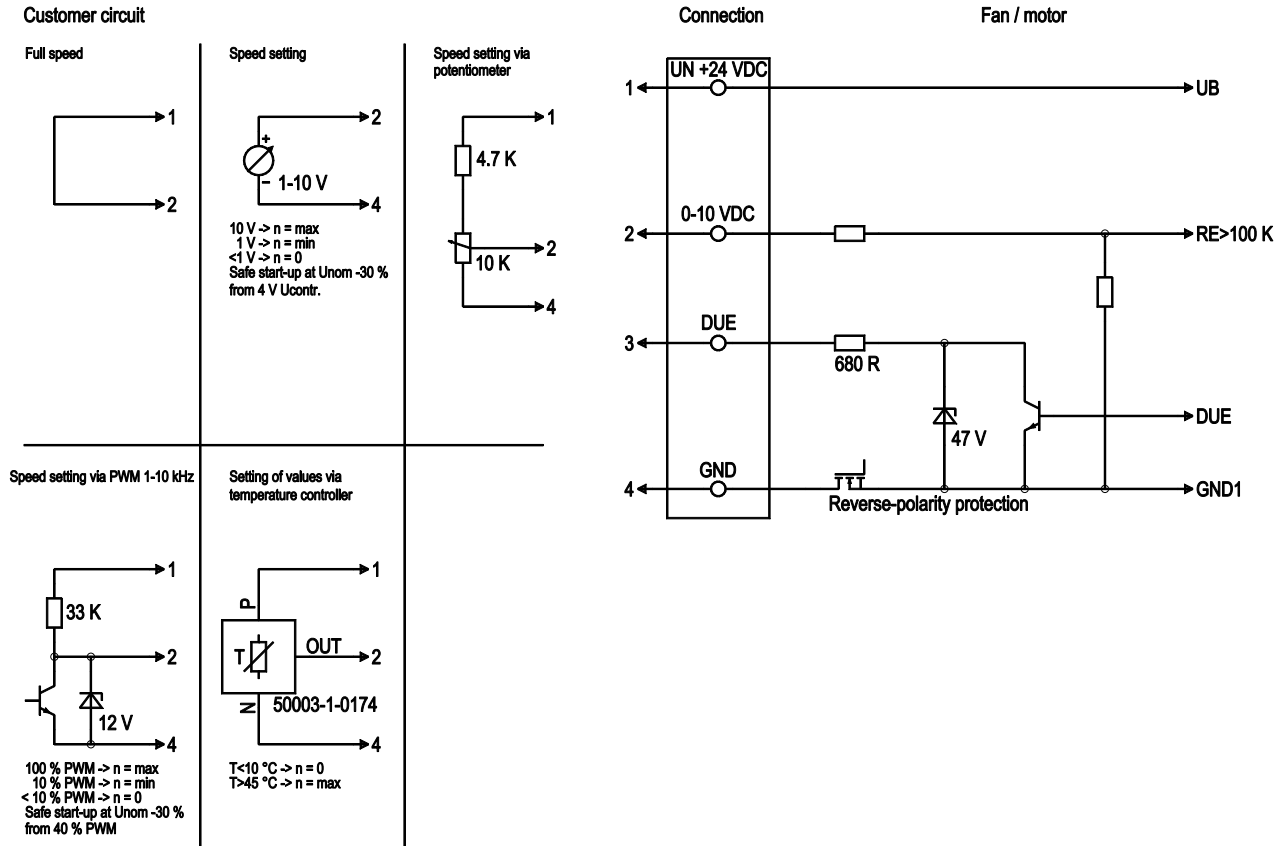 Customer circuit
Full speed
1
2
Speed setting
2
+
–
1-10 V
4
10 V -> n = max
1 V -> n = min
<1 V -> n = 0
Safe start-up at Unom -30 %
from 4 V Ucontr.
Speed setting via
potentiometer
1
4.7 K
2
10 K
4
Speed setting via PWM 1-10 kHz
1
33 K
2
12 V
4
100 % PWM -> n = max
10 % PWM -> n = min
< 10 % PWM -> n = 0
Safe start-up at Unom -30 %
from 40 % PWM
Setting of values via
temperature controller
1
P
T
OUT
2
N
50003-1-0174
4
T<10 °C -> n = 0
T>45 °C -> n = max
Connection
Fan / motor
UN +24 VDC
1
UB
0-10 VDC
2
RE>100 K
DUE
3
680 R
47 V
DUE
GND
4
GND1
Reverse-polarity protection